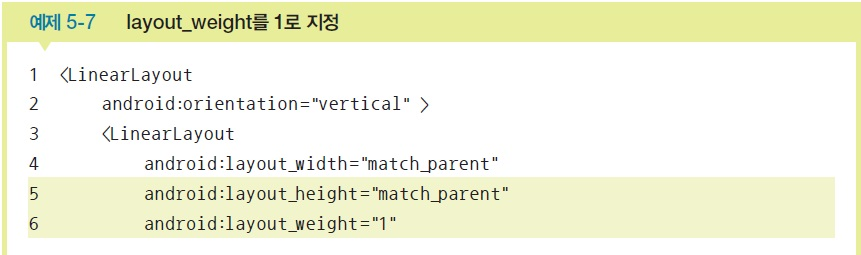 예제 5-7 layout_weight를 1로 지정
1 <LinearLayout
2 android:orientation="vertical" >
3 <LinearLayout
4 android:layout_width="match_parent"
5 android:layout_height="match_parent"
6 android:layout_weight="1"